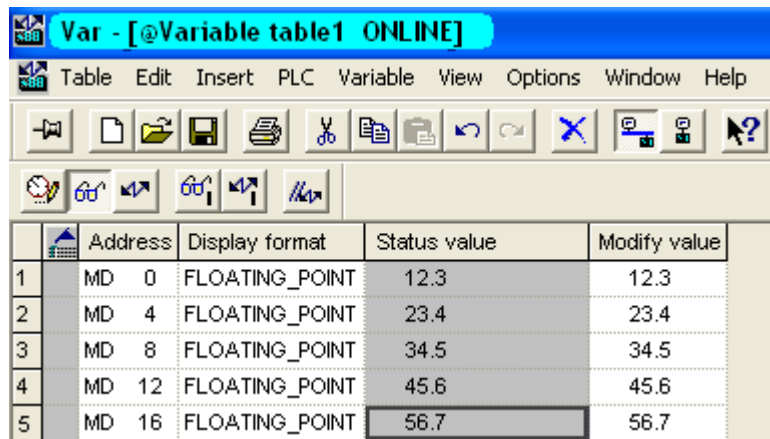 Var - [@Variable table1 ONLINE]
Table Edit Insert PLC Variable View Options Window Help
Address Display format Status value Modify value
1 MD 0 FLOATING_POINT 12.3 12.3
2 MD 4 FLOATING_POINT 23.4 23.4
3 MD 8 FLOATING_POINT 34.5 34.5
4 MD 12 FLOATING_POINT 45.6 45.6
5 MD 16 FLOATING_POINT 56.7 56.7